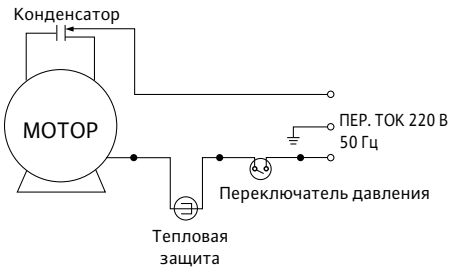 Конденсатор
МОТОР
ПЕР. ТОК 220 В
50 Гц
Переключатель давления
Тепловая
защита